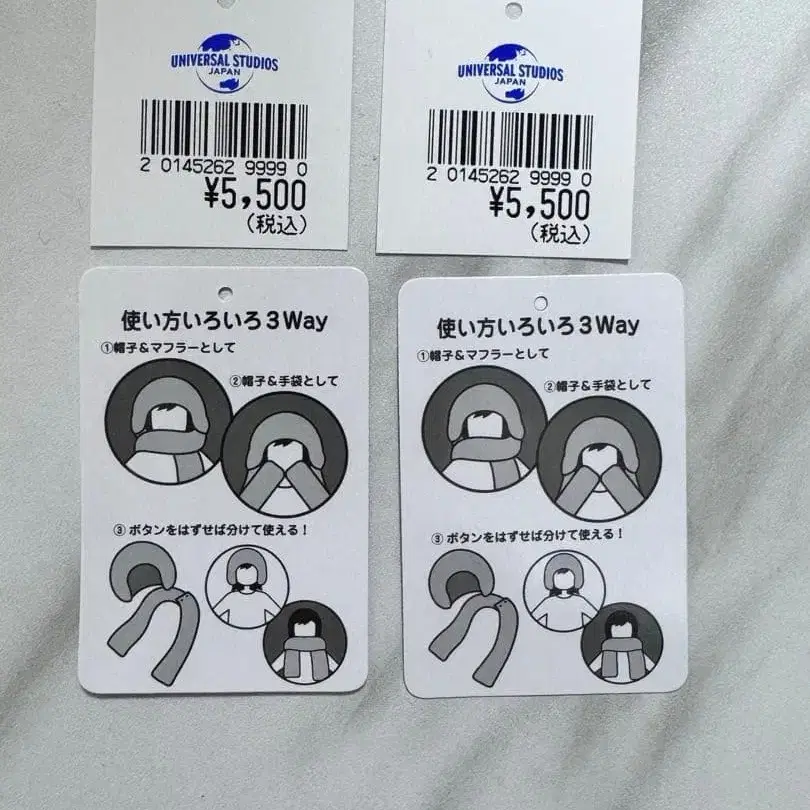 UNIVERSAL STUDIOS
JAPAN
2 0145262 9999 0
¥5,500
(税込)
UNIVERSAL STUDIOS
JAPAN
2 0145262 9999 0
¥5,500
(税込)
使い方いろいろ3Way
①帽子&マフラーとして
②帽子&手袋として
③ ボタンをはずせば分けて使える!
使い方いろいろ3Way
①帽子&マフラーとして
②帽子&手袋として
③ ボタンをはずせば分けて使える!